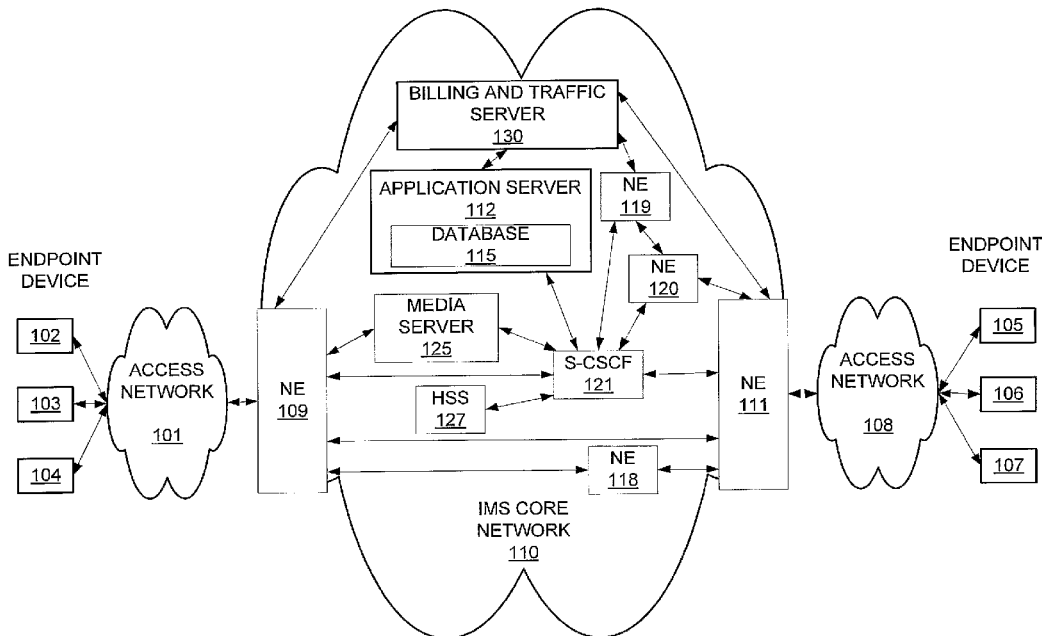 BILLING AND TRAFFIC
SERVER
130
APPLICATION SERVER
112
DATABASE
115
NE
119
NE
120
ENDPOINT
DEVICE
102
103
104
ACCESS
NETWORK
101
NE
109
MEDIA
SERVER
125
S-CSCF
121
HSS
127
NE
118
NE
111
IMS CORE
NETWORK
110
ACCESS
NETWORK
108
ENDPOINT
DEVICE
105
106
107